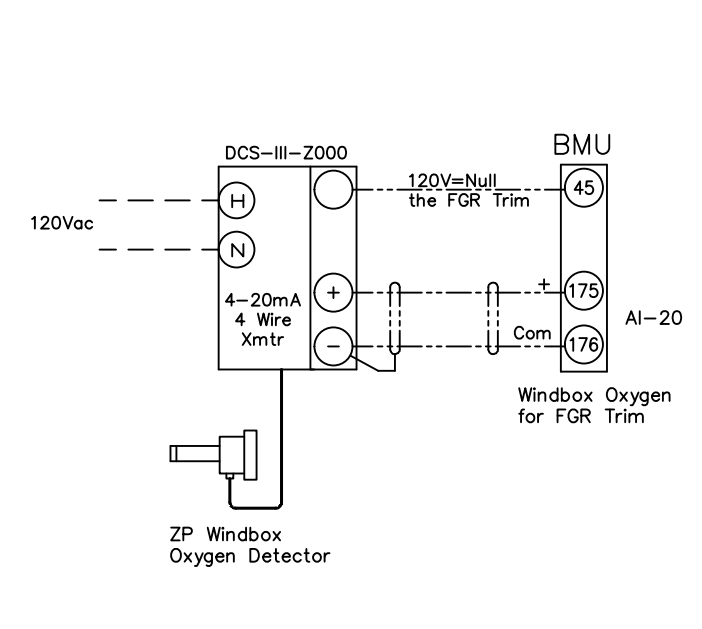 BMU
DCS-III-Z000
120V=Null
the FGR Trim
45
H
120Vac
N
4-20mA
4 Wire
Xmtr
+
-
+
175
Com
176
AI-20
Windbox Oxygen
for FGR Trim
ZP Windbox
Oxygen Detector